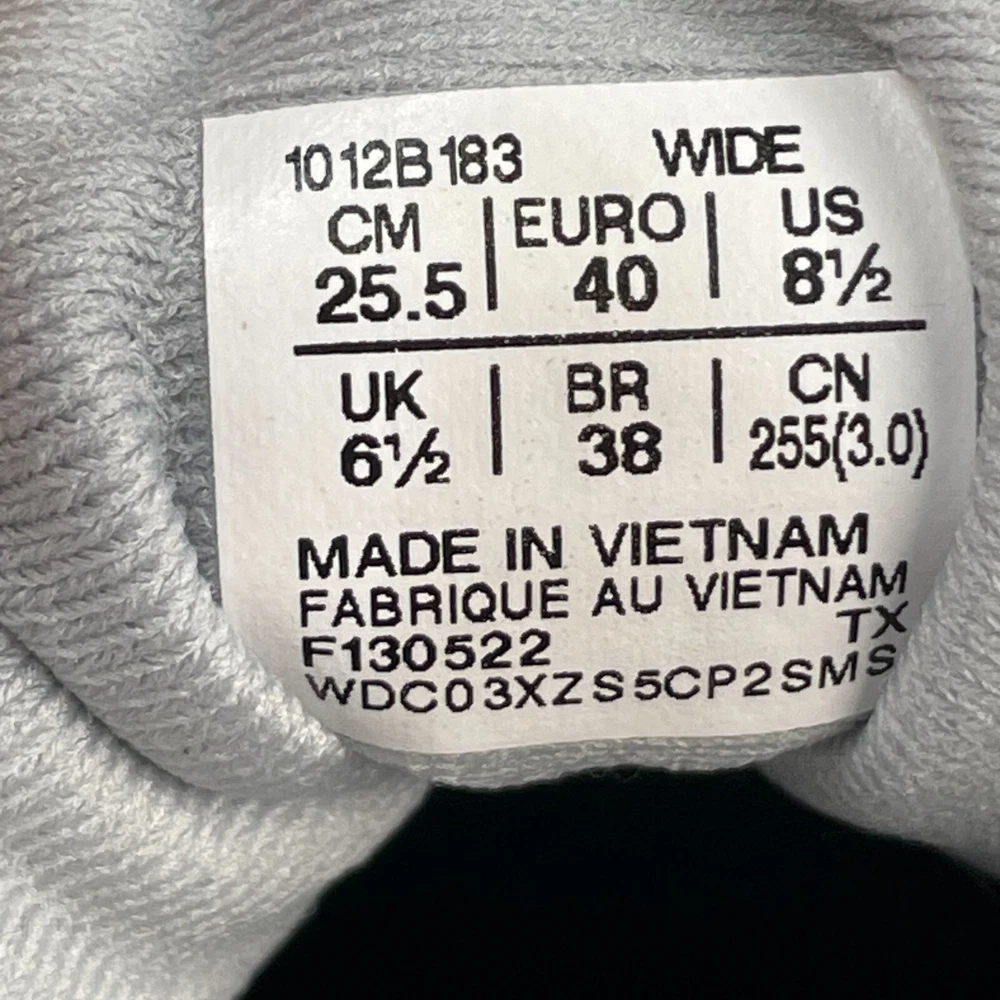 1012B183 WIDE
CM | EURO | US
25.5 | 40 | 8½
UK | BR | CN
6½ | 38 | 255(3.0)
MADE IN VIETNAM
FABRIQUE AU VIETNAM
F130522 TX
WDC03XZS5CP2SMS